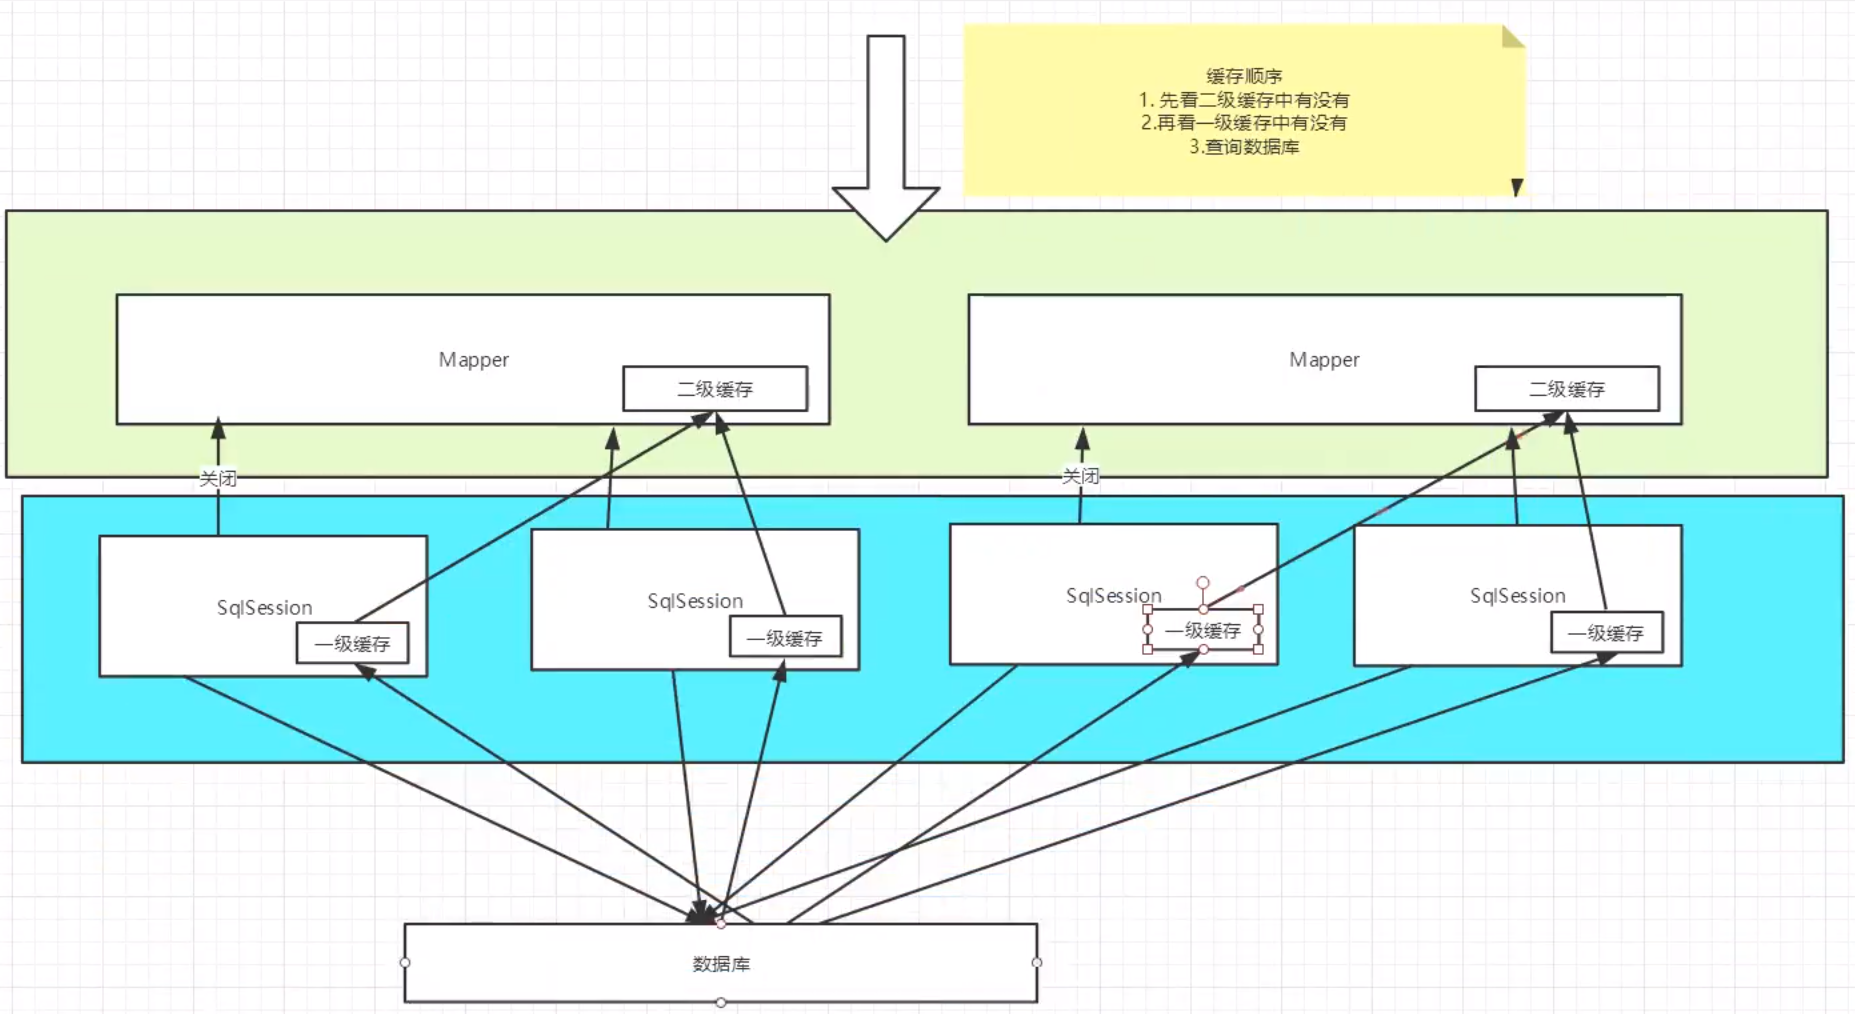 缓存顺序
1. 先看二级缓存中有没有
2.再看一级缓存中有没有
3.查询数据库
Mapper
二级缓存
Mapper
二级缓存
关闭
关闭
SqlSession
一级缓存
SqlSession
一级缓存
SqlSession
一级缓存
SqlSession
一级缓存
数据库